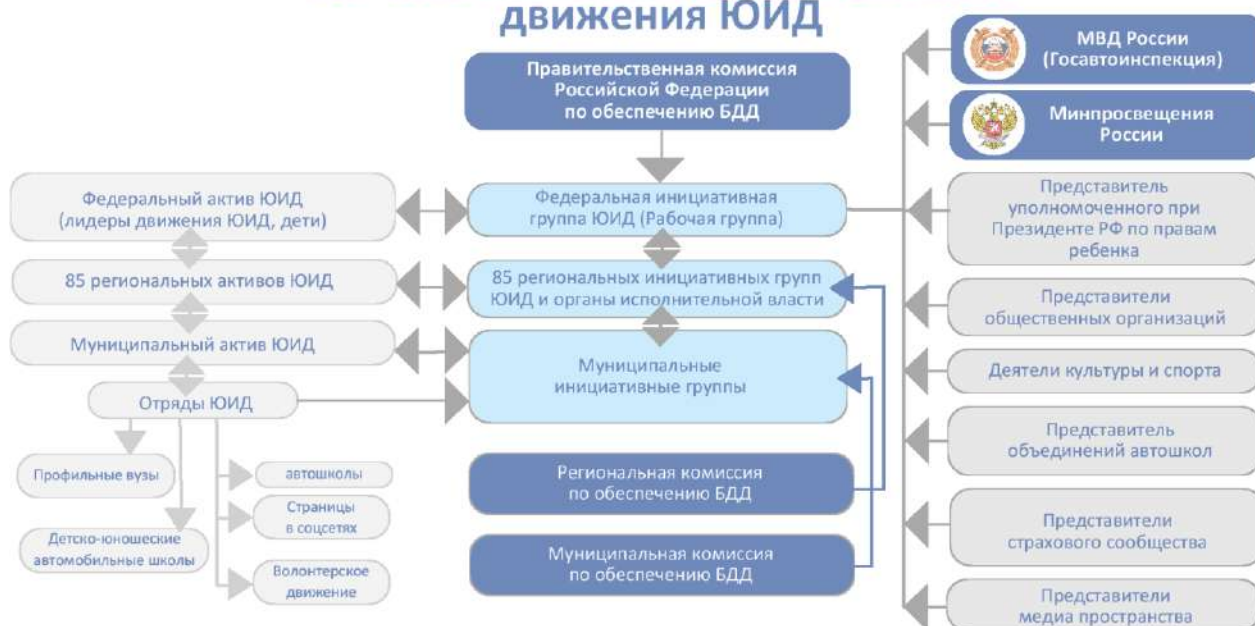 движения ЮИД
Правительственная комиссия
Российской Федерации
по обеспечению БДД
МВД России
(Госавтоинспекция)
Минпросвещения
России
Федеральный актив ЮИД
(лидеры движения ЮИД, дети)
Федеральная инициативная
группа ЮИД (Рабочая группа)
Представитель
уполномоченного при
Президенте РФ по правам
ребенка
85 региональных активов ЮИД
85 региональных инициативных групп
ЮИД и органы исполнительной власти
Представители
общественных организаций
Муниципальный актив ЮИД
Муниципальные
инициативные группы
Деятели культуры и спорта
Отряды ЮИД
Представитель
объединений автошкол
Профильные вузы
автошколы
Страницы
в соцсетях
Детско-юношеские
автомобильные школы
Волонтерское
движение
Региональная комиссия
по обеспечению БДД
Муниципальная комиссия
по обеспечению БДД
Представители
страхового сообщества
Представители
медиа пространства